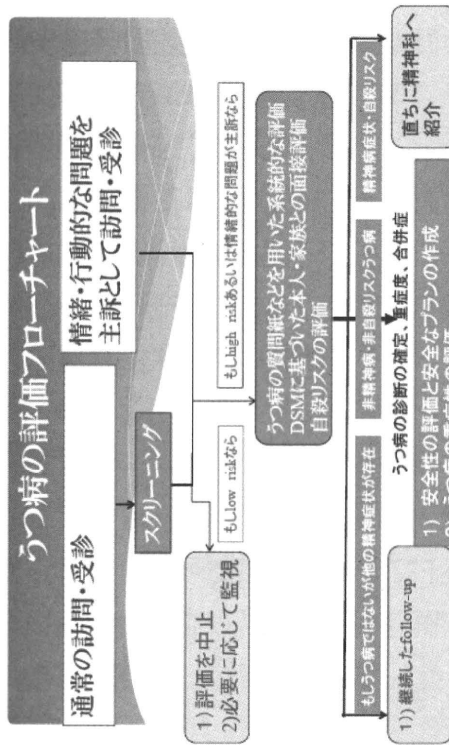 うつ病の評価フローチャート
通常の訪問・受診
情緒・行動的な問題を
主訴として訪問・受診
スクリーニング
もしlow riskなら
もしhigh riskあるいは情緒的な問題が主訴なら
1) 評価を中止
2)必要に応じて監視
うつ病の質問紙などを用いた系統的な評価
DSMに基づいた本人・家族との面接評価
自殺リスクの評価
もしうつ病ではないが他の精神症状が存在
非精神病・非自殺リスクうつ病
精神病症状・自殺リスク
うつ病の診断の確定、重症度、合併症
直ちに精神科へ
紹介
1)) 継続したfollow-up
1) 安全性の評価と安全なプランの作成